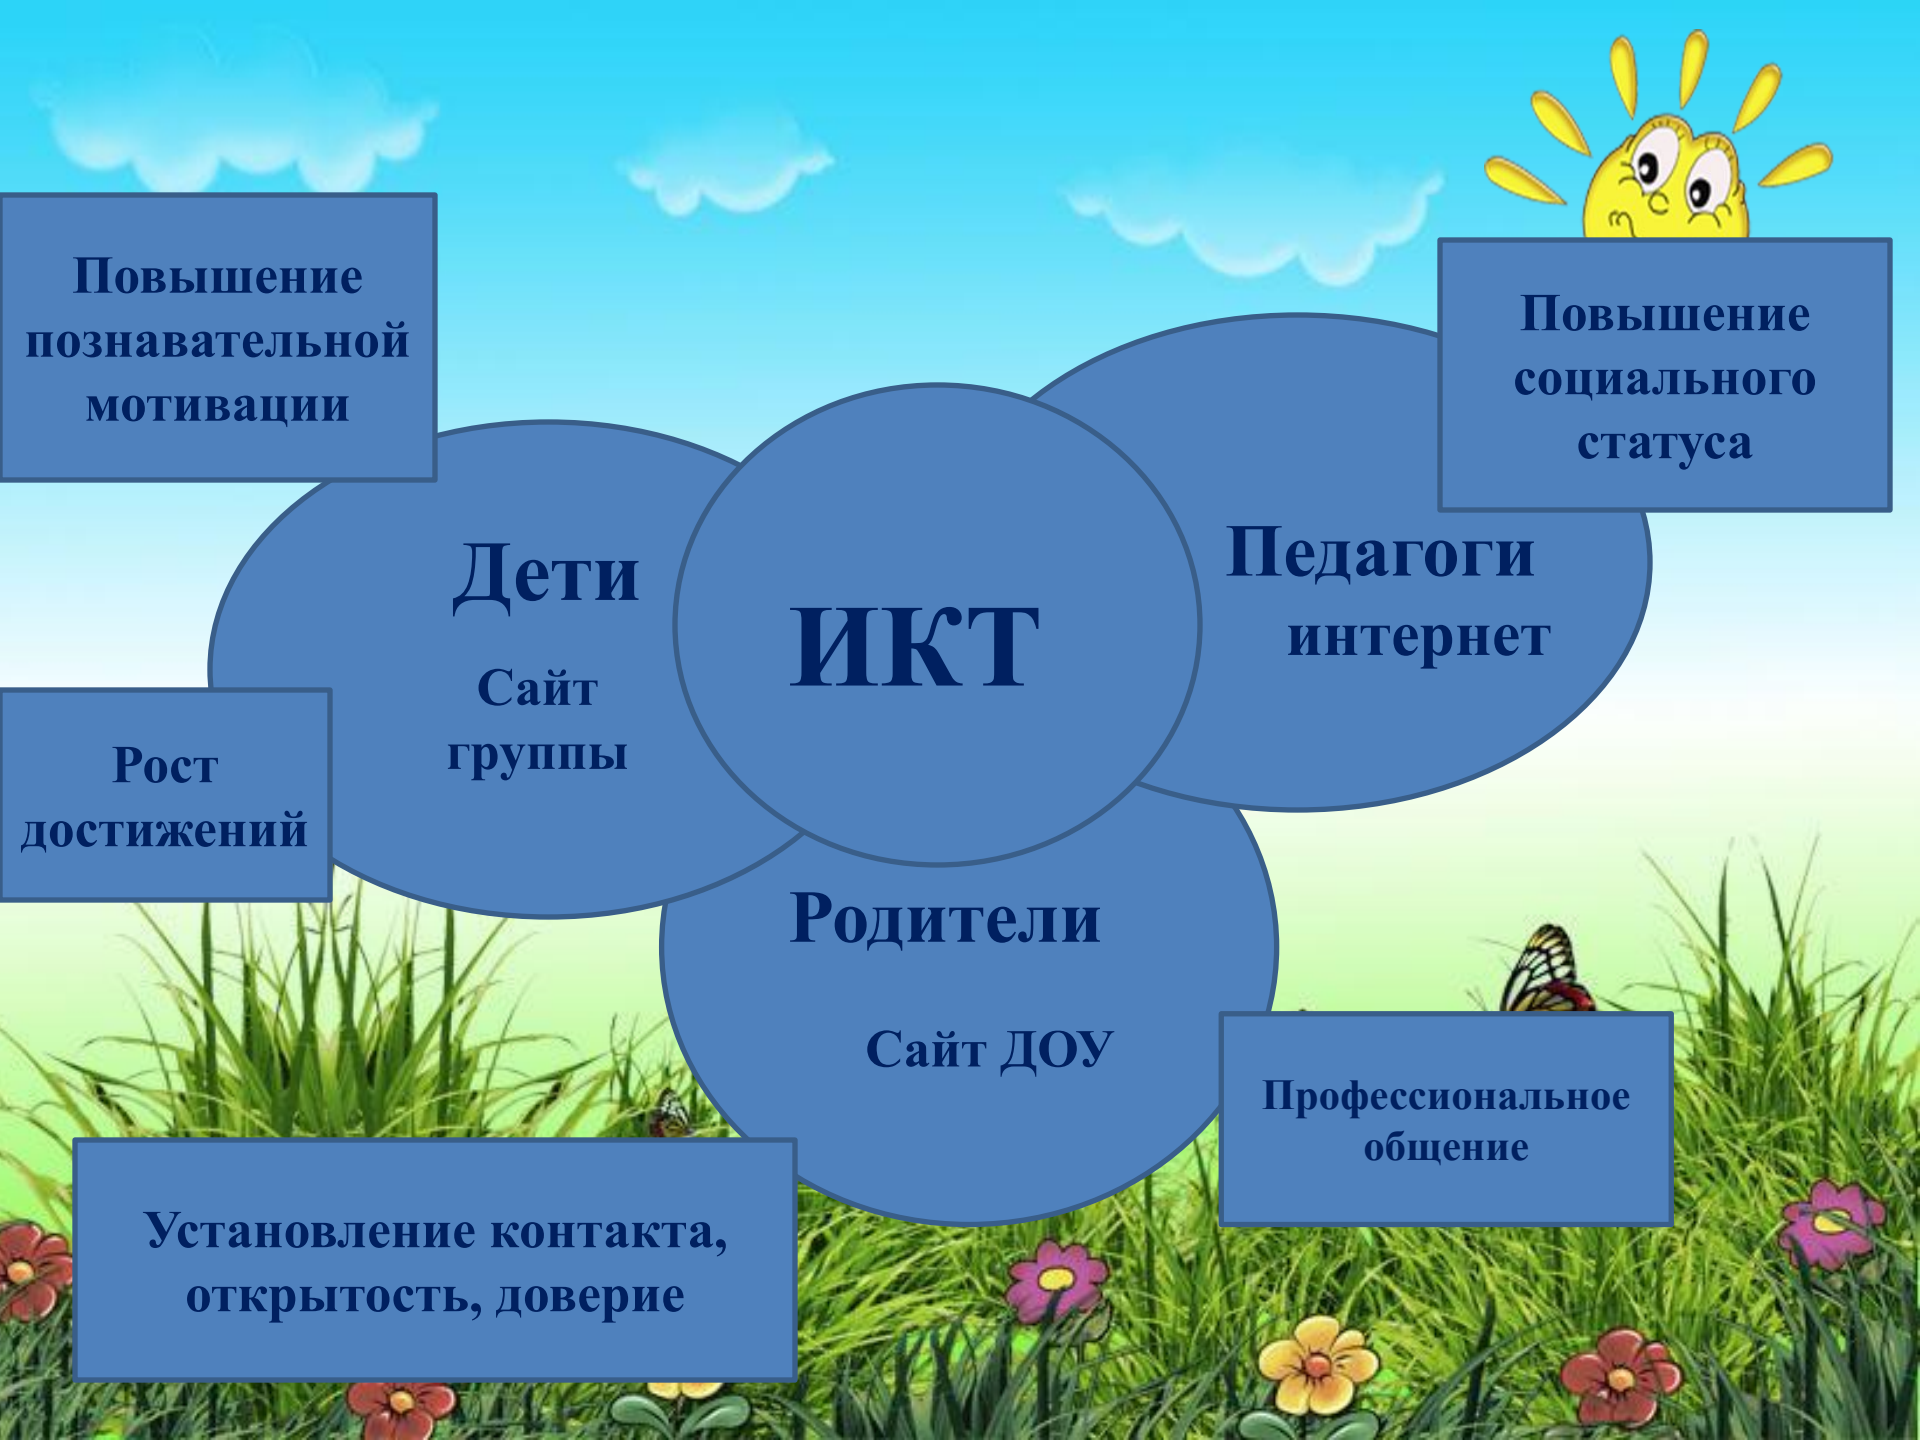 Повышение
познавательной
мотивации
Повышение
социального
статуса
Дети
Сайт
группы
ИКТ
Педагоги
интернет
Рост
достижений
Родители
Сайт ДОУ
Профессиональное
общение
Установление контакта,
открытость, доверие